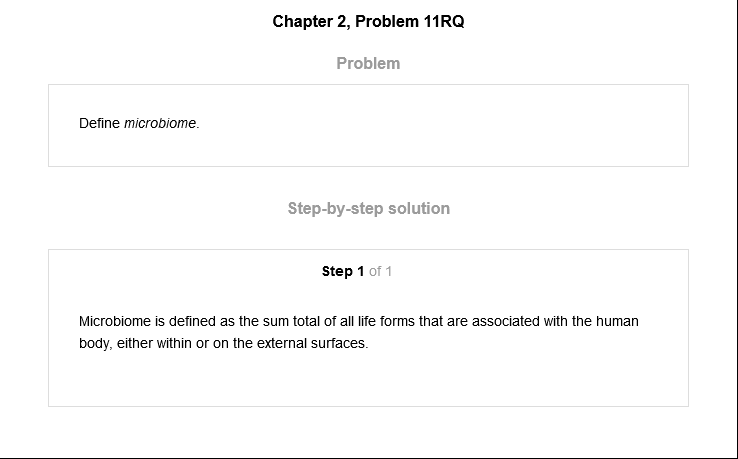 Chapter 2, Problem 11RQ
Problem
Define microbiome.
Step-by-step solution
Step 1 of 1
Microbiome is defined as the sum total of all life forms that are associated with the human
body, either within or on the external surfaces.